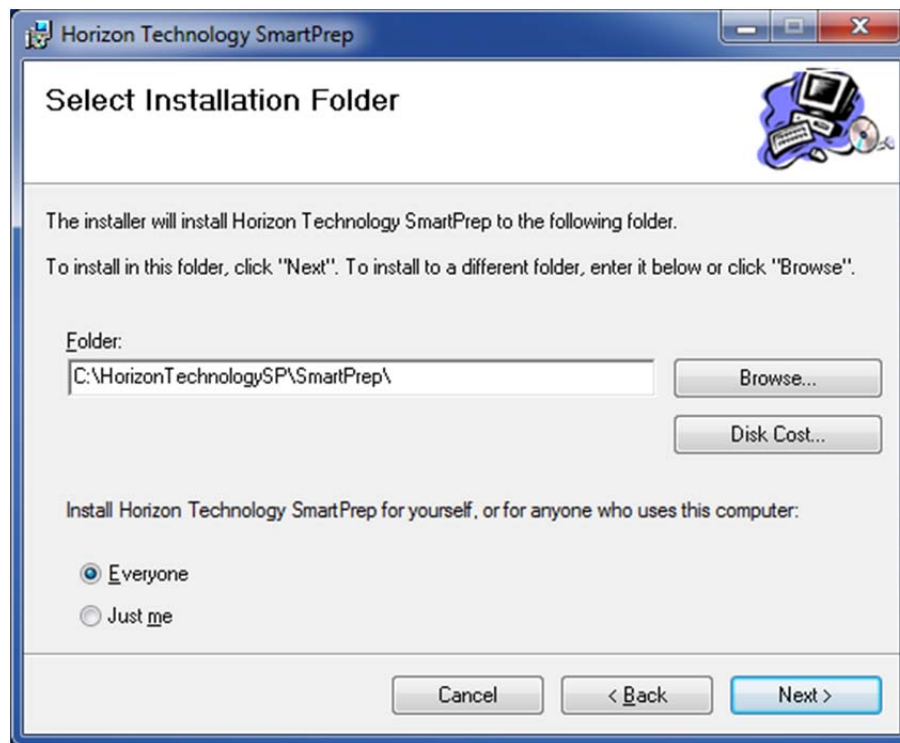 Horizon Technology SmartPrep
Select Installation Folder
The installer will install Horizon Technology SmartPrep to the following folder.
To install in this folder, click "Next". To install to a different folder, enter it below or click "Browse".
Folder:
C:\HorizonTechnologySP\SmartPrep\
Browse...
Disk Cost...
Install Horizon Technology SmartPrep for yourself, or for anyone who uses this computer:
Everyone
Just me
Cancel
< Back
Next >